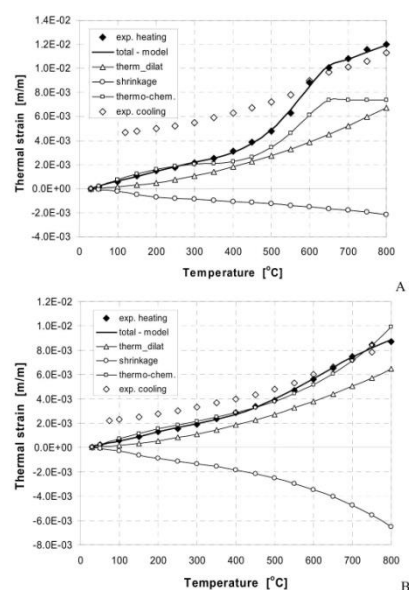 1.2E-02
1.0E-02
8.0E-03
6.0E-03
4.0E-03
2.0E-03
0.0E+00
-2.0E-03
-4.0E-03
Thermal strain [m/m]
exp. heating
total - model
therm_dilat
shrinkage
thermo-chem.
exp. cooling
0 100 200 300 400 500 600 700 800
Temperature [°C]
A
1.2E-02
1.0E-02
8.0E-03
6.0E-03
4.0E-03
2.0E-03
0.0E+00
-2.0E-03
-4.0E-03
-6.0E-03
-8.0E-03
Thermal strain [m/m]
exp. heating
total - model
therm_dilat
shrinkage
thermo-chem.
exp. cooling
0 100 200 300 400 500 600 700 800
Temperature [°C]
B